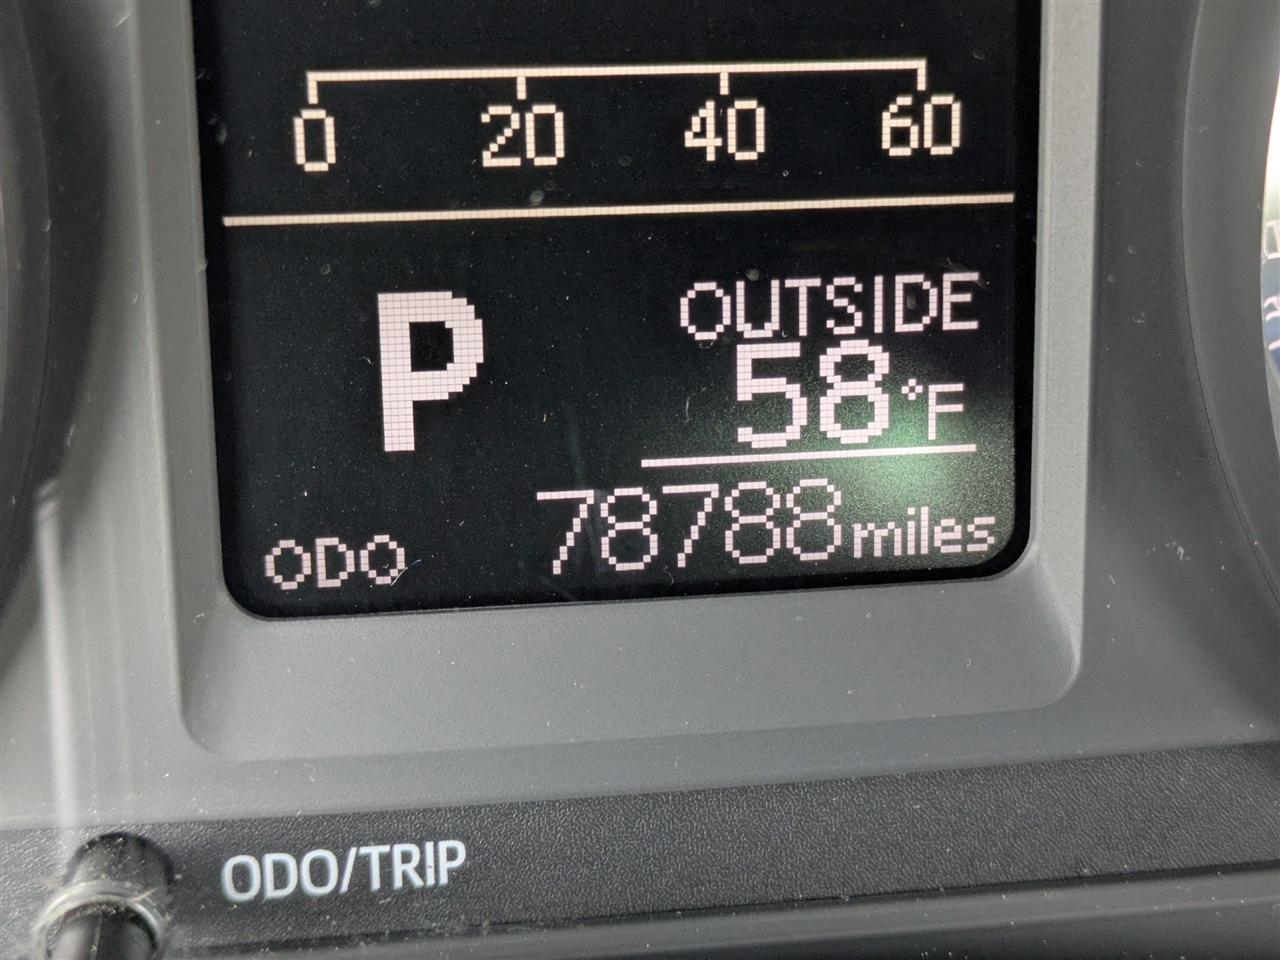 0 20 40 60
P
OUTSIDE
58°F
ODO 78788 miles
ODO/TRIP